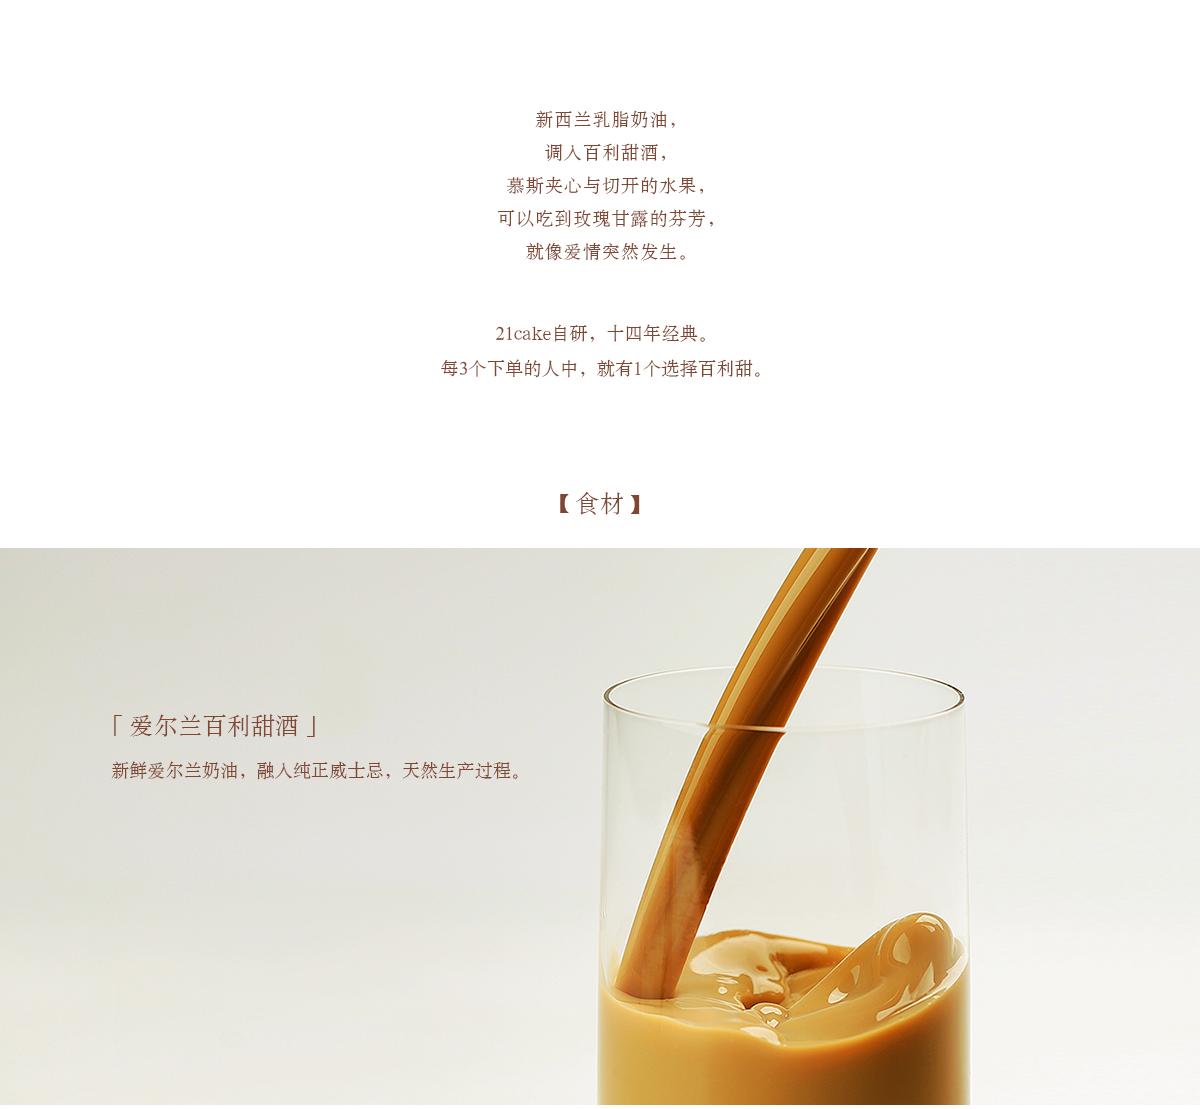 新西兰乳脂奶油，
调入百利甜酒，
慕斯夹心与切开的水果，
可以吃到玫瑰甘露的芬芳，
就像爱情突然发生。
21cake自研，十四年经典。
每3个下单的人中，就有1个选择百利甜。
【食材】
「爱尔兰百利甜酒」
新鲜爱尔兰奶油，融入纯正威士忌，天然生产过程。